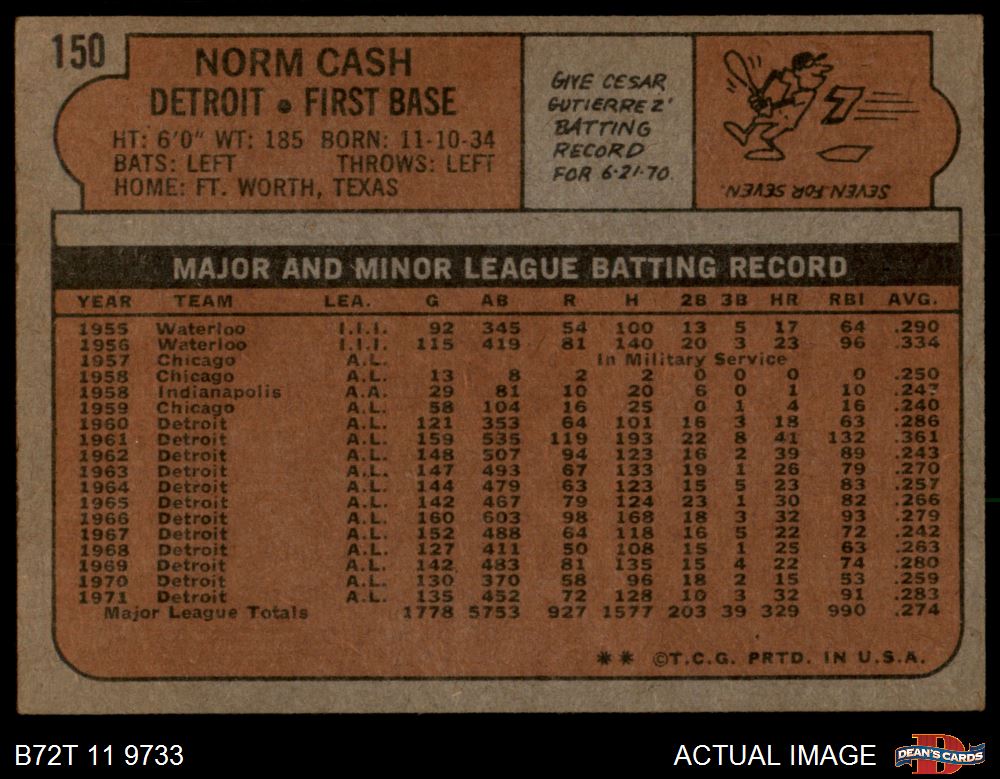 150
NORM CASH
DETROIT • FIRST BASE
HT: 6'0" WT: 185 BORN: 11-10-34
BATS: LEFT THROWS: LEFT
HOME: FT. WORTH, TEXAS
GIVE CESAR
GUTIERREZ'
BATTING
RECORD
FOR 6-21-70.
7
SEVEN FOR SEVEN.
MAJOR AND MINOR LEAGUE BATTING RECORD
YEAR TEAM LEA. G AB R H 2B 3B HR RBI AVG.
1955 Waterloo I.I.I. 92 345 54 100 13 5 17 64 .290
1956 Waterloo I.I.I. 115 419 81 140 20 3 23 96 .334
1957 Chicago A.L. In Military Service
1958 Chicago A.L. 13 8 2 2 0 0 0 0 .250
1958 Indianapolis A.A. 29 81 10 20 6 0 1 10 .247
1959 Chicago A.L. 58 104 16 25 0 1 4 16 .240
1960 Detroit A.L. 121 353 64 101 16 3 18 63 .286
1961 Detroit A.L. 159 535 119 193 22 8 41 132 .361
1962 Detroit A.L. 148 507 94 123 16 2 39 89 .243
1963 Detroit A.L. 147 493 67 133 19 1 26 79 .270
1964 Detroit A.L. 144 479 63 123 15 5 23 83 .257
1965 Detroit A.L. 142 467 79 124 23 1 30 82 .266
1966 Detroit A.L. 160 603 98 168 18 3 32 93 .279
1967 Detroit A.L. 152 488 64 118 16 5 22 72 .242
1968 Detroit A.L. 127 411 50 108 15 1 25 63 .263
1969 Detroit A.L. 142 483 81 135 15 4 22 74 .280
1970 Detroit A.L. 130 370 58 96 18 2 15 53 .259
1971 Detroit A.L. 135 452 72 128 10 3 32 91 .283
Major League Totals 1778 5753 927 1577 203 39 329 990 .274
** ©T.C.G. PRTD. IN U.S.A.
B72T 11 9733
ACTUAL IMAGE
D
DEAN'S CARDS